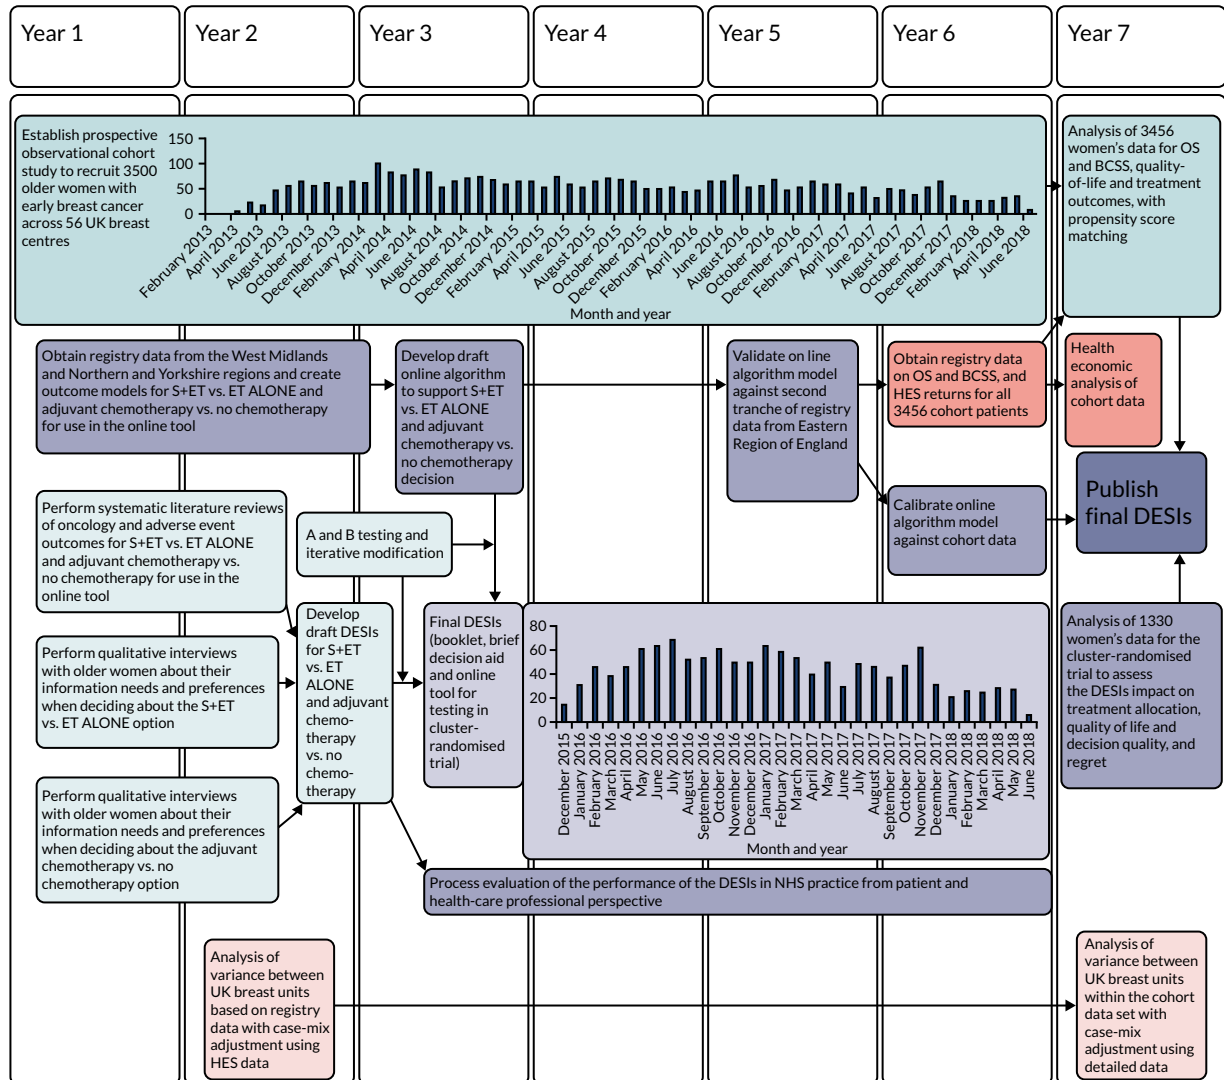 Year 1
Year 2
Year 3
Year 4
Year 5
Year 6
Year 7
Establish prospective
observational cohort
study to recruit 3500
older women with
early breast cancer
across 56 UK breast
centres
150
100
50
0
February 2013
April 2013
June 2013
August 2013
October 2013
December 2013
February 2014
April 2014
June 2014
August 2014
October 2014
December 2014
February 2015
April 2015
June 2015
August 2015
October 2015
December 2015
February 2016
April 2016
June 2016
August 2016
October 2016
December 2016
February 2017
April 2017
June 2017
August 2017
October 2017
December 2017
February 2018
April 2018
June 2018
Month and year
Analysis of 3456
women's data for OS
and BCSS, quality-
of-life and treatment
outcomes, with
propensity score
matching
Obtain registry data from the West Midlands
and Northern and Yorkshire regions and create
outcome models for S+ET vs. ET ALONE and
adjuvant chemotherapy vs. no chemotherapy
for use in the online tool
Develop draft
online algorithm
to support S+ET
vs. ET ALONE
and adjuvant
chemotherapy vs.
no chemotherapy
decision
Validate on line
algorithm model
against second
tranche of registry
data from Eastern
Region of England
Obtain registry data
on OS and BCSS, and
HES returns for all
3456 cohort patients
Health
economic
analysis of
cohort data
Perform systematic literature reviews
of oncology and adverse event
outcomes for S+ET vs. ET ALONE
and adjuvant chemotherapy vs.
no chemotherapy for use in the
online tool
A and B testing and
iterative modification
Calibrate online
algorithm model
against cohort data
Publish
final DESIs
Perform qualitative interviews
with older women about their
information needs and preferences
when deciding about the S+ET
vs. ET ALONE option
Develop
draft DESIs
for S+ET
vs. ET
ALONE
and adjuvant
chemo-
therapy
vs. no
chemo-
therapy
Final DESIs
(booklet, brief
decision aid
and online
tool for
testing in
cluster-
randomised
trial)
80
60
40
20
0
December 2015
January 2016
February 2016
March 2016
April 2016
May 2016
June 2016
July 2016
August 2016
September 2016
October 2016
November 2016
December 2016
January 2017
February 2017
March 2017
April 2017
May 2017
June 2017
July 2017
August 2017
September 2017
October 2017
November 2017
December 2017
January 2018
February 2018
March 2018
April 2018
May 2018
June 2018
Month and year
Analysis of 1330
women's data for the
cluster-randomised
trial to assess
the DESIs impact on
treatment allocation,
quality of life and
decision quality, and
regret
Perform qualitative interviews
with older women about their
information needs and preferences
when deciding about the adjuvant
chemotherapy vs. no
chemotherapy option
Process evaluation of the performance of the DESIs in NHS practice from patient and
health-care professional perspective
Analysis of
variance between
UK breast units
based on registry
data with case-mix
adjustment using
HES data
Analysis of
variance between
UK breast units
within the cohort
data set with
case-mix
adjustment using
detailed data